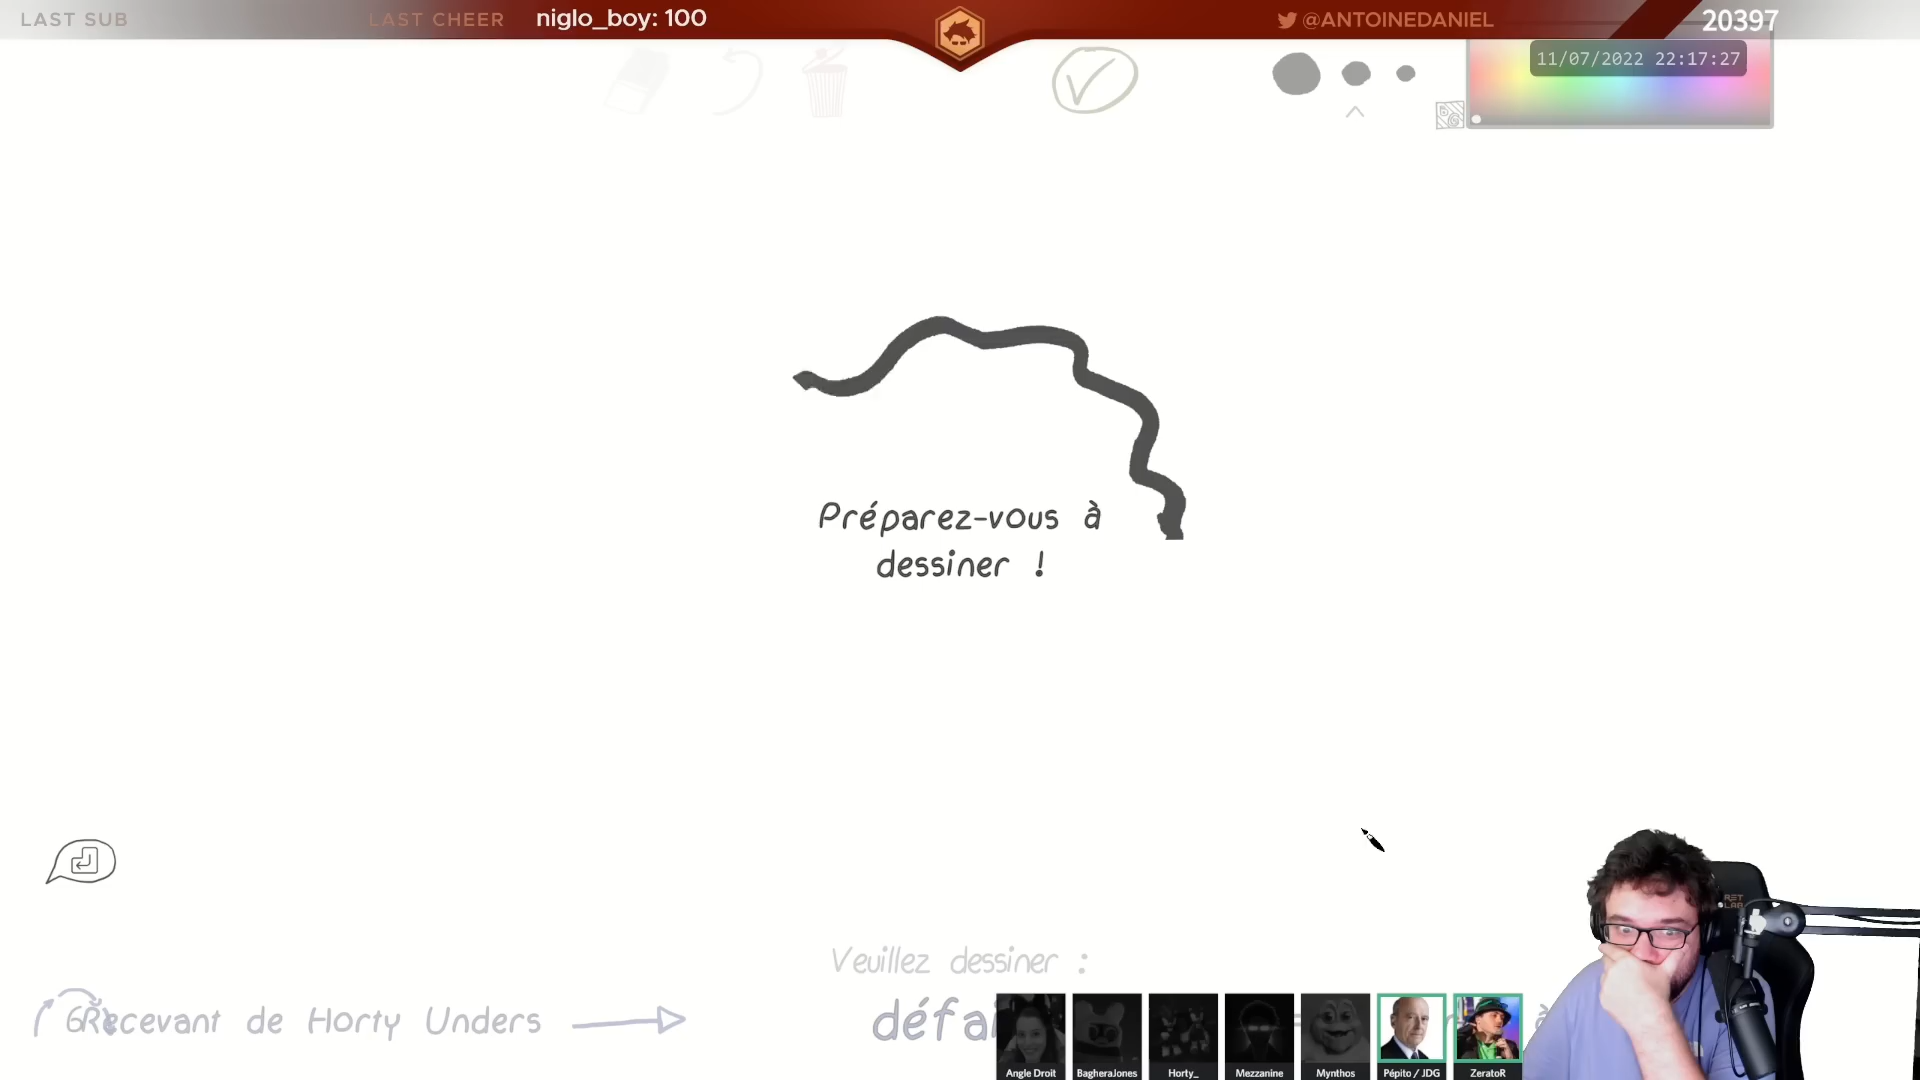 LAST SUB
LAST CHEER niglo_boy: 100
@ANTOINEDANIEL
20397
11/07/2022 22:17:27
Préparez-vous à
dessiner !
Veuillez dessiner :
Recevant de Horty Unders
défai
Angle Droit
BagheraJones
Horty_
Mezzanine
Mynthos
Pépito / JDG
ZeratoR